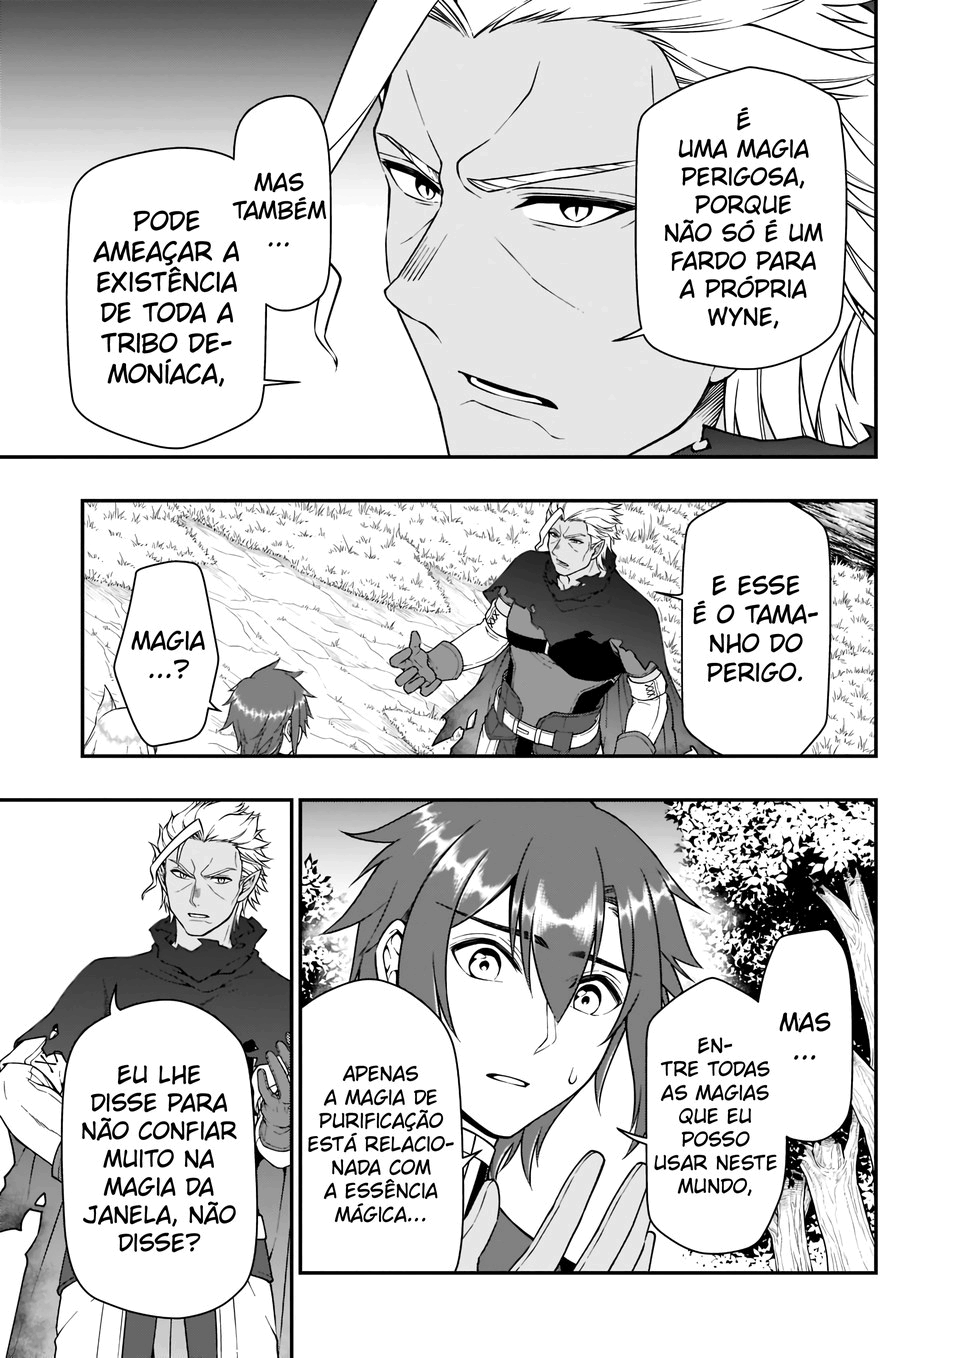 É
UMA MAGIA
PERIGOSA,
PORQUE
NÃO SÓ É UM
FARDO PARA
A PRÓPRIA
WYNE,
MAS
TAMBÉM
...
PODE
AMEAÇAR A
EXISTÊNCIA
DE TODA A
TRIBO DE-
MONÍACA,
E ESSE
É O TAMA-
NHO DO
PERIGO.
MAGIA
...?
MAS
...
EN-
TRE TODAS
AS MAGIAS
QUE EU
POSSO
USAR NESTE
MUNDO,
APENAS
A MAGIA DE
PURIFICAÇÃO
ESTÁ RELACIO-
NADA COM
A ESSÊNCIA
MÁGICA...
EU LHE
DISSE PARA
NÃO CONFIAR
MUITO NA
MAGIA DA
JANELA, NÃO
DISSE?